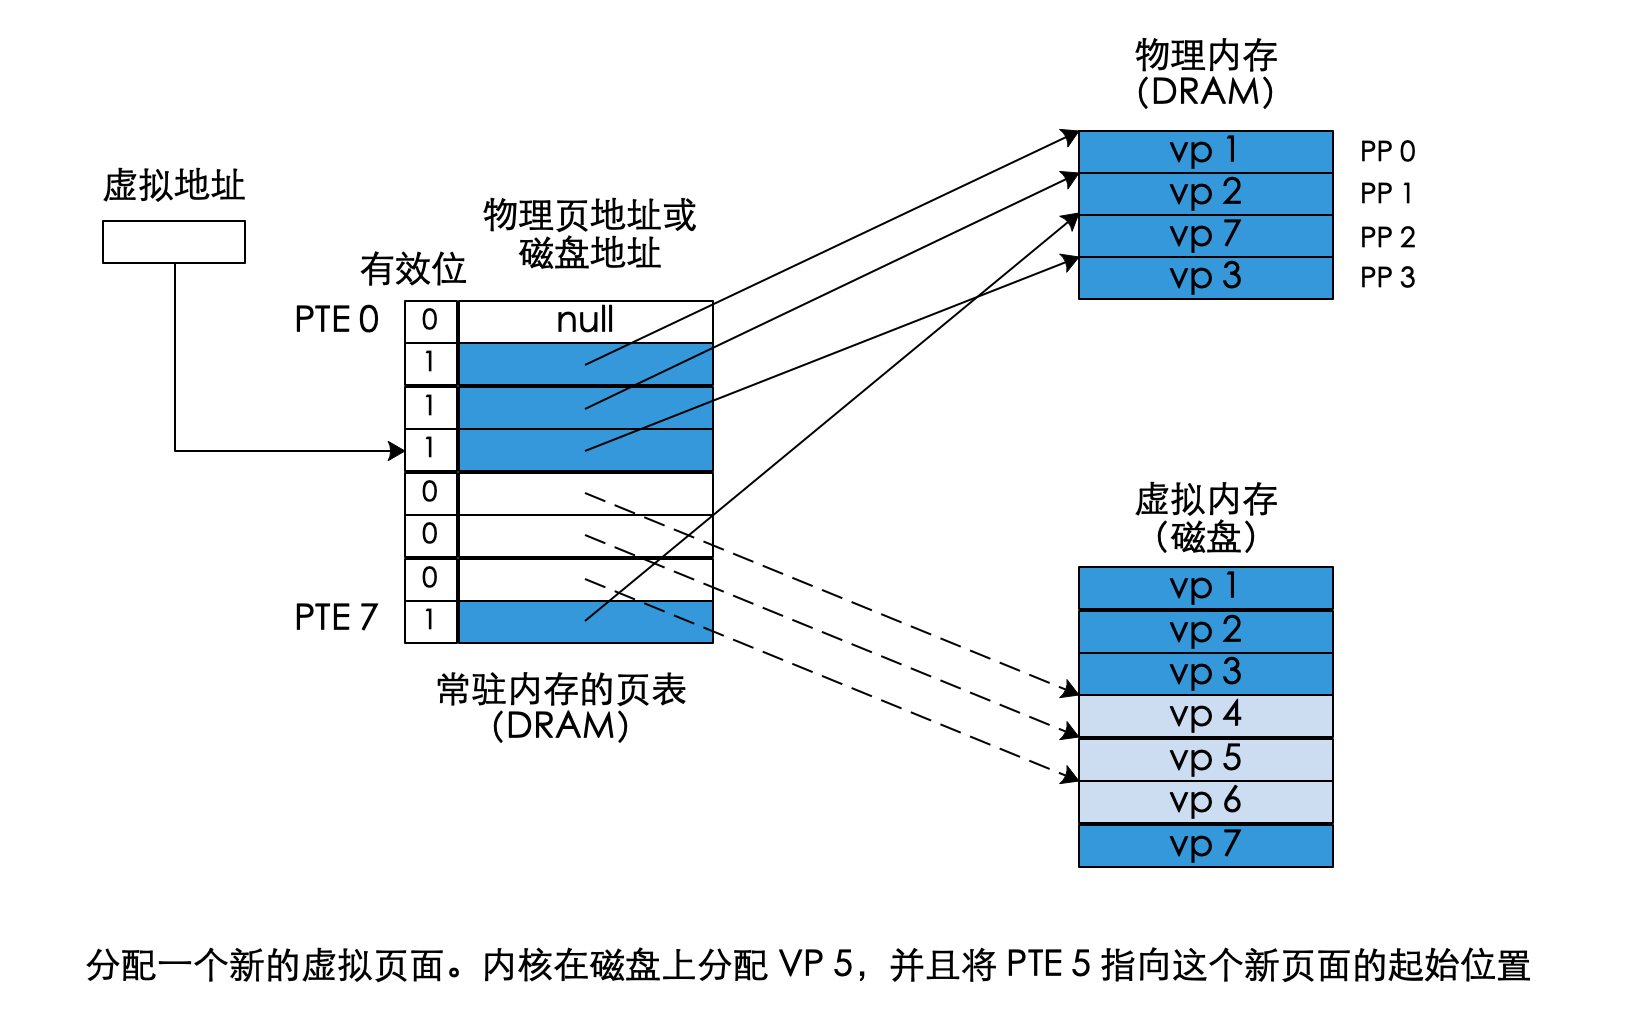 物理内存
（DRAM）
vp 1 PP 0
vp 2 PP 1
vp 7 PP 2
vp 3 PP 3
虚拟地址
物理页地址或
磁盘地址
有效位
PTE 0 0 null
1
1
1
0
0
0
PTE 7 1
常驻内存的页表
（DRAM）
虚拟内存
（磁盘）
vp 1
vp 2
vp 3
vp 4
vp 5
vp 6
vp 7
分配一个新的虚拟页面。内核在磁盘上分配 VP 5，并且将 PTE 5 指向这个新页面的起始位置